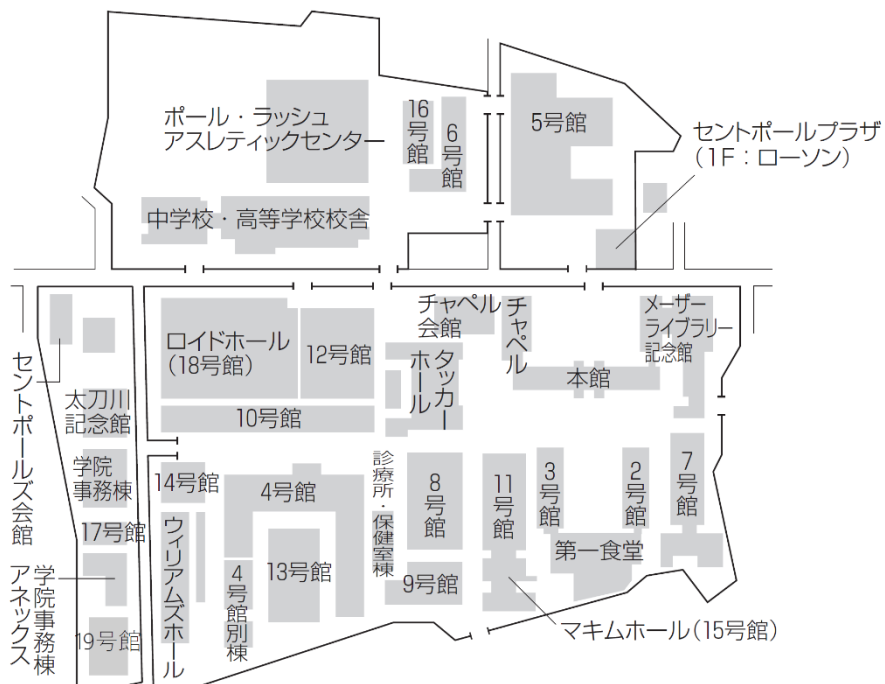 ポール・ラッシュ
アスレティックセンター
16号館
6号館
5号館
セントポールプラザ
(1F：ローソン)
中学校・高等学校校舎
チャペル
会館
チャペル
メーザー
ライブラリー
記念館
ロイドホール
(18号館)
12号館
タッカー
ホール
本館
セントポールズ会館
太刀川
記念館
10号館
学院
事務棟
14号館
4号館
診療所・保健室棟
8号館
11号館
3号館
2号館
7号館
17号館
ウィリアムズホール
4号館別棟
13号館
9号館
第一食堂
学院事務棟
アネックス
19号館
マキムホール(15号館)